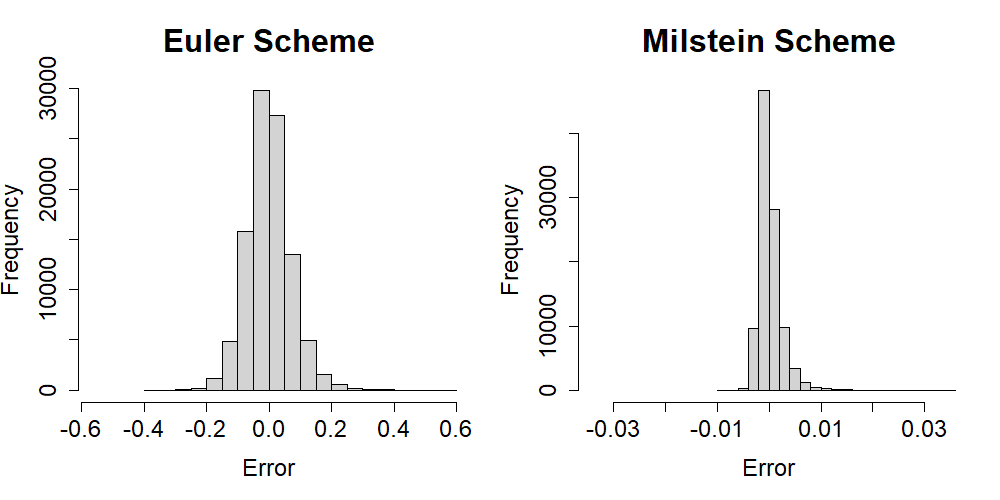 Euler Scheme
Frequency
30000
20000
10000
0
-0.6 -0.4 -0.2 0.0 0.2 0.4 0.6
Error
Milstein Scheme
Frequency
30000
10000
0
-0.03 -0.01 0.01 0.03
Error